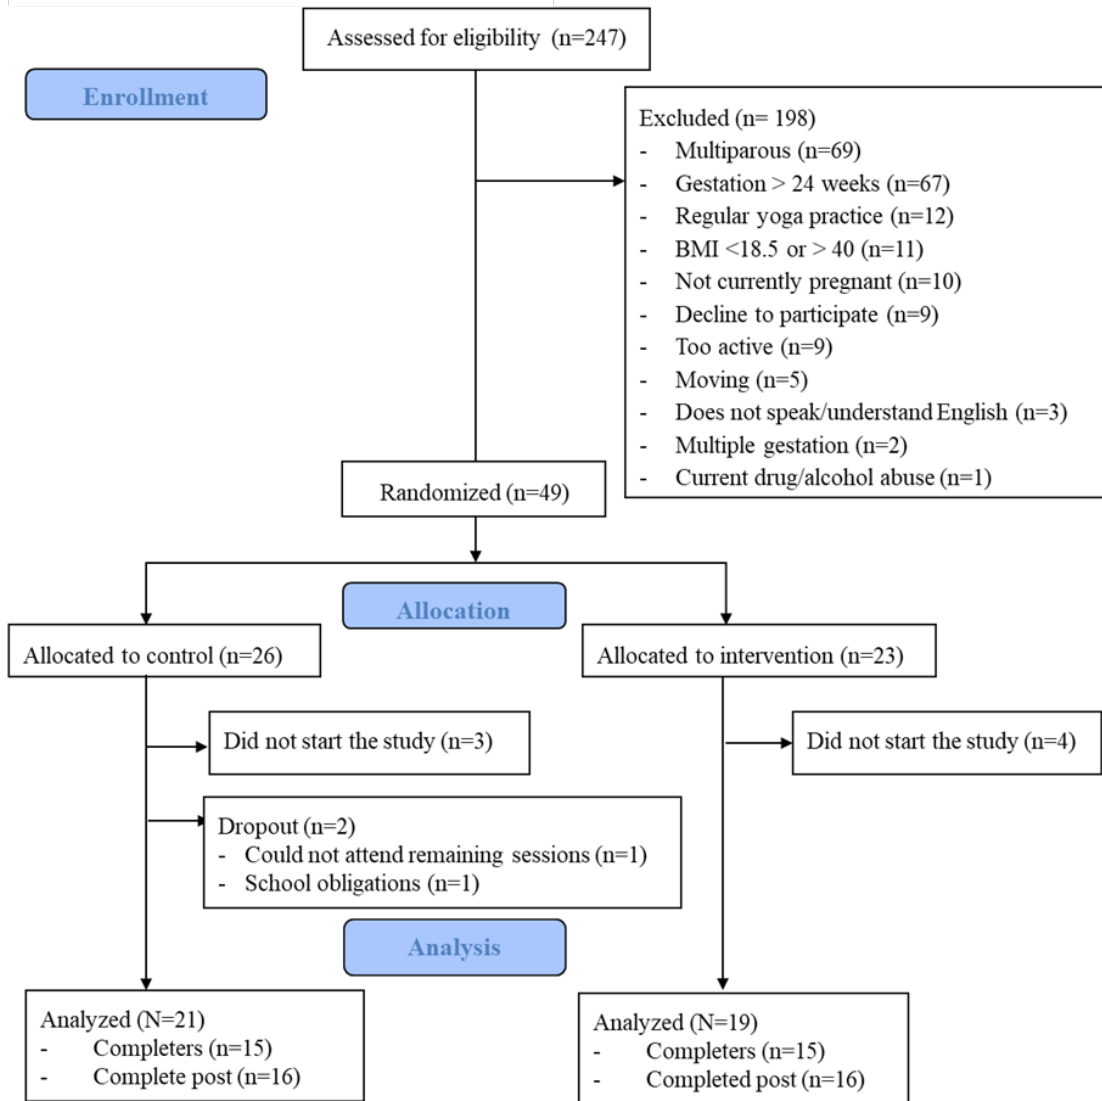 Assessed for eligibility (n=247)
Enrollment
Excluded (n= 198)
- Multiparous (n=69)
- Gestation > 24 weeks (n=67)
- Regular yoga practice (n=12)
- BMI <18.5 or > 40 (n=11)
- Not currently pregnant (n=10)
- Decline to participate (n=9)
- Too active (n=9)
- Moving (n=5)
- Does not speak/understand English (n=3)
- Multiple gestation (n=2)
- Current drug/alcohol abuse (n=1)
Randomized (n=49)
Allocation
Allocated to control (n=26)
Allocated to intervention (n=23)
Did not start the study (n=3)
Did not start the study (n=4)
Dropout (n=2)
- Could not attend remaining sessions (n=1)
- School obligations (n=1)
Analysis
Analyzed (N=21)
- Completers (n=15)
- Complete post (n=16)
Analyzed (N=19)
- Completers (n=15)
- Completed post (n=16)